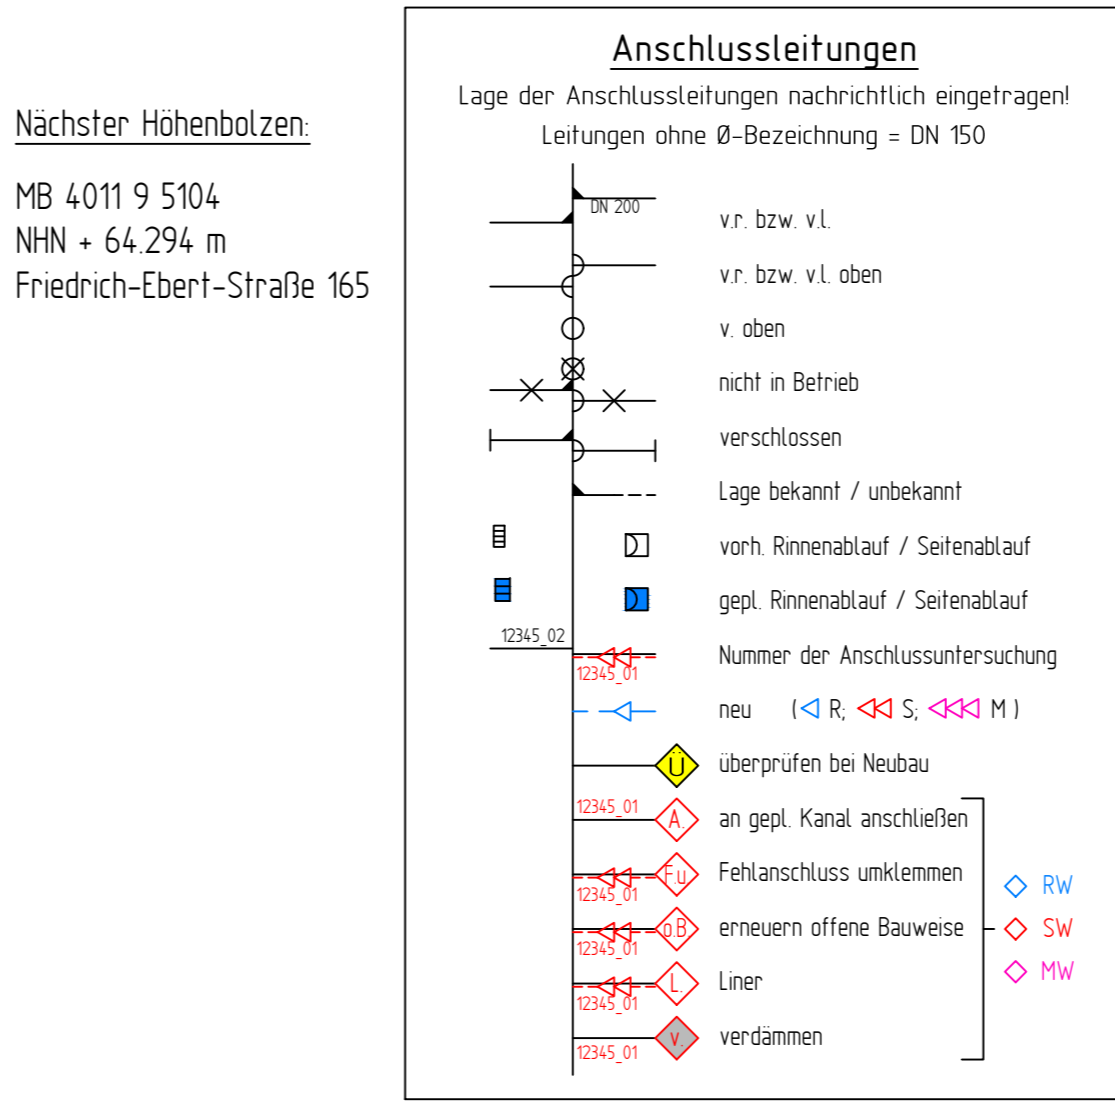 Nächster Höhenbolzen:
MB 4011 9 5104
NHN + 64.294 m
Friedrich-Ebert-Straße 165
Anschlussleitungen
Lage der Anschlussleitungen nachrichtlich eingetragen!
Leitungen ohne Ø-Bezeichnung = DN 150
DN 200
v.r. bzw. v.l.
v.r. bzw. v.l. oben
v. oben
nicht in Betrieb
verschlossen
Lage bekannt / unbekannt
vorh. Rinnenablauf / Seitenablauf
gepl. Rinnenablauf / Seitenablauf
12345_02
12345_01
Nummer der Anschlussuntersuchung
neu ( R; S; M )
Ü überprüfen bei Neubau
12345_01
A. an gepl. Kanal anschließen
F.u Fehlanschluss umklemmen
12345_01
o.B. erneuern offene Bauweise
12345_01
L. Liner
12345_01
v. verdämmen
12345_01
RW
SW
MW